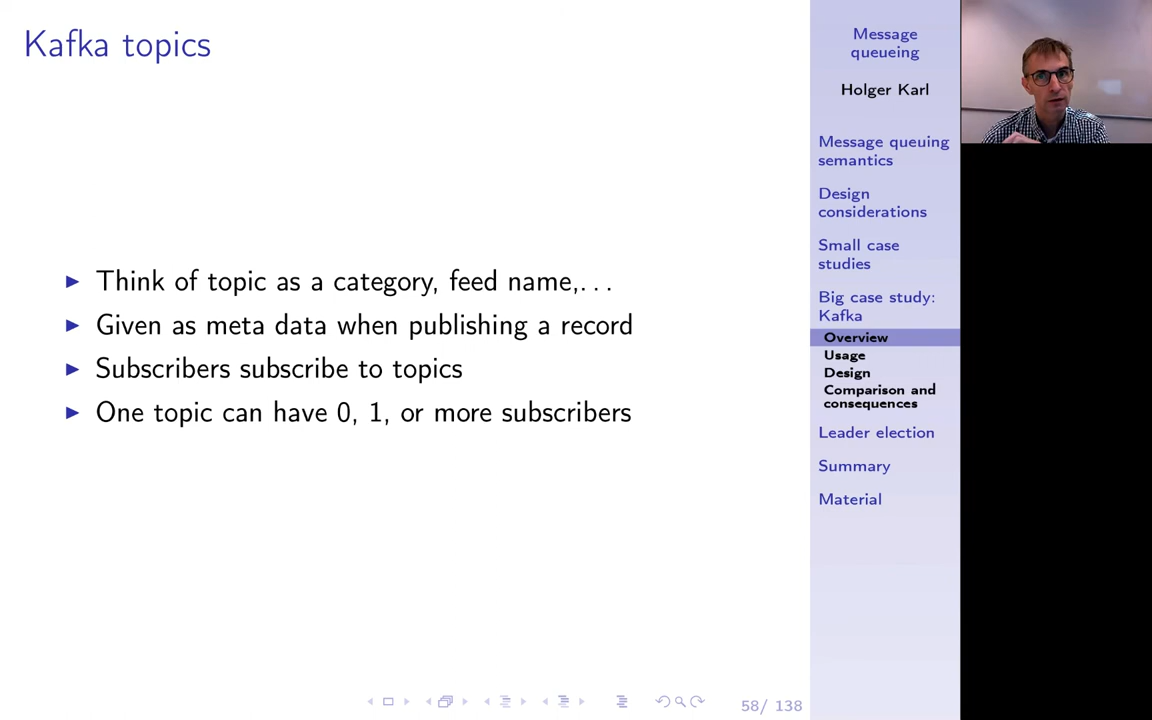 Kafka topics
Think of topic as a category, feed name,...
Given as meta data when publishing a record
Subscribers subscribe to topics
One topic can have 0, 1, or more subscribers
Message
queueing
Holger Karl
Message queuing
semantics
Design
considerations
Small case
studies
Big case study:
Kafka
Overview
Usage
Design
Comparison and
consequences
Leader election
Summary
Material
58/ 138